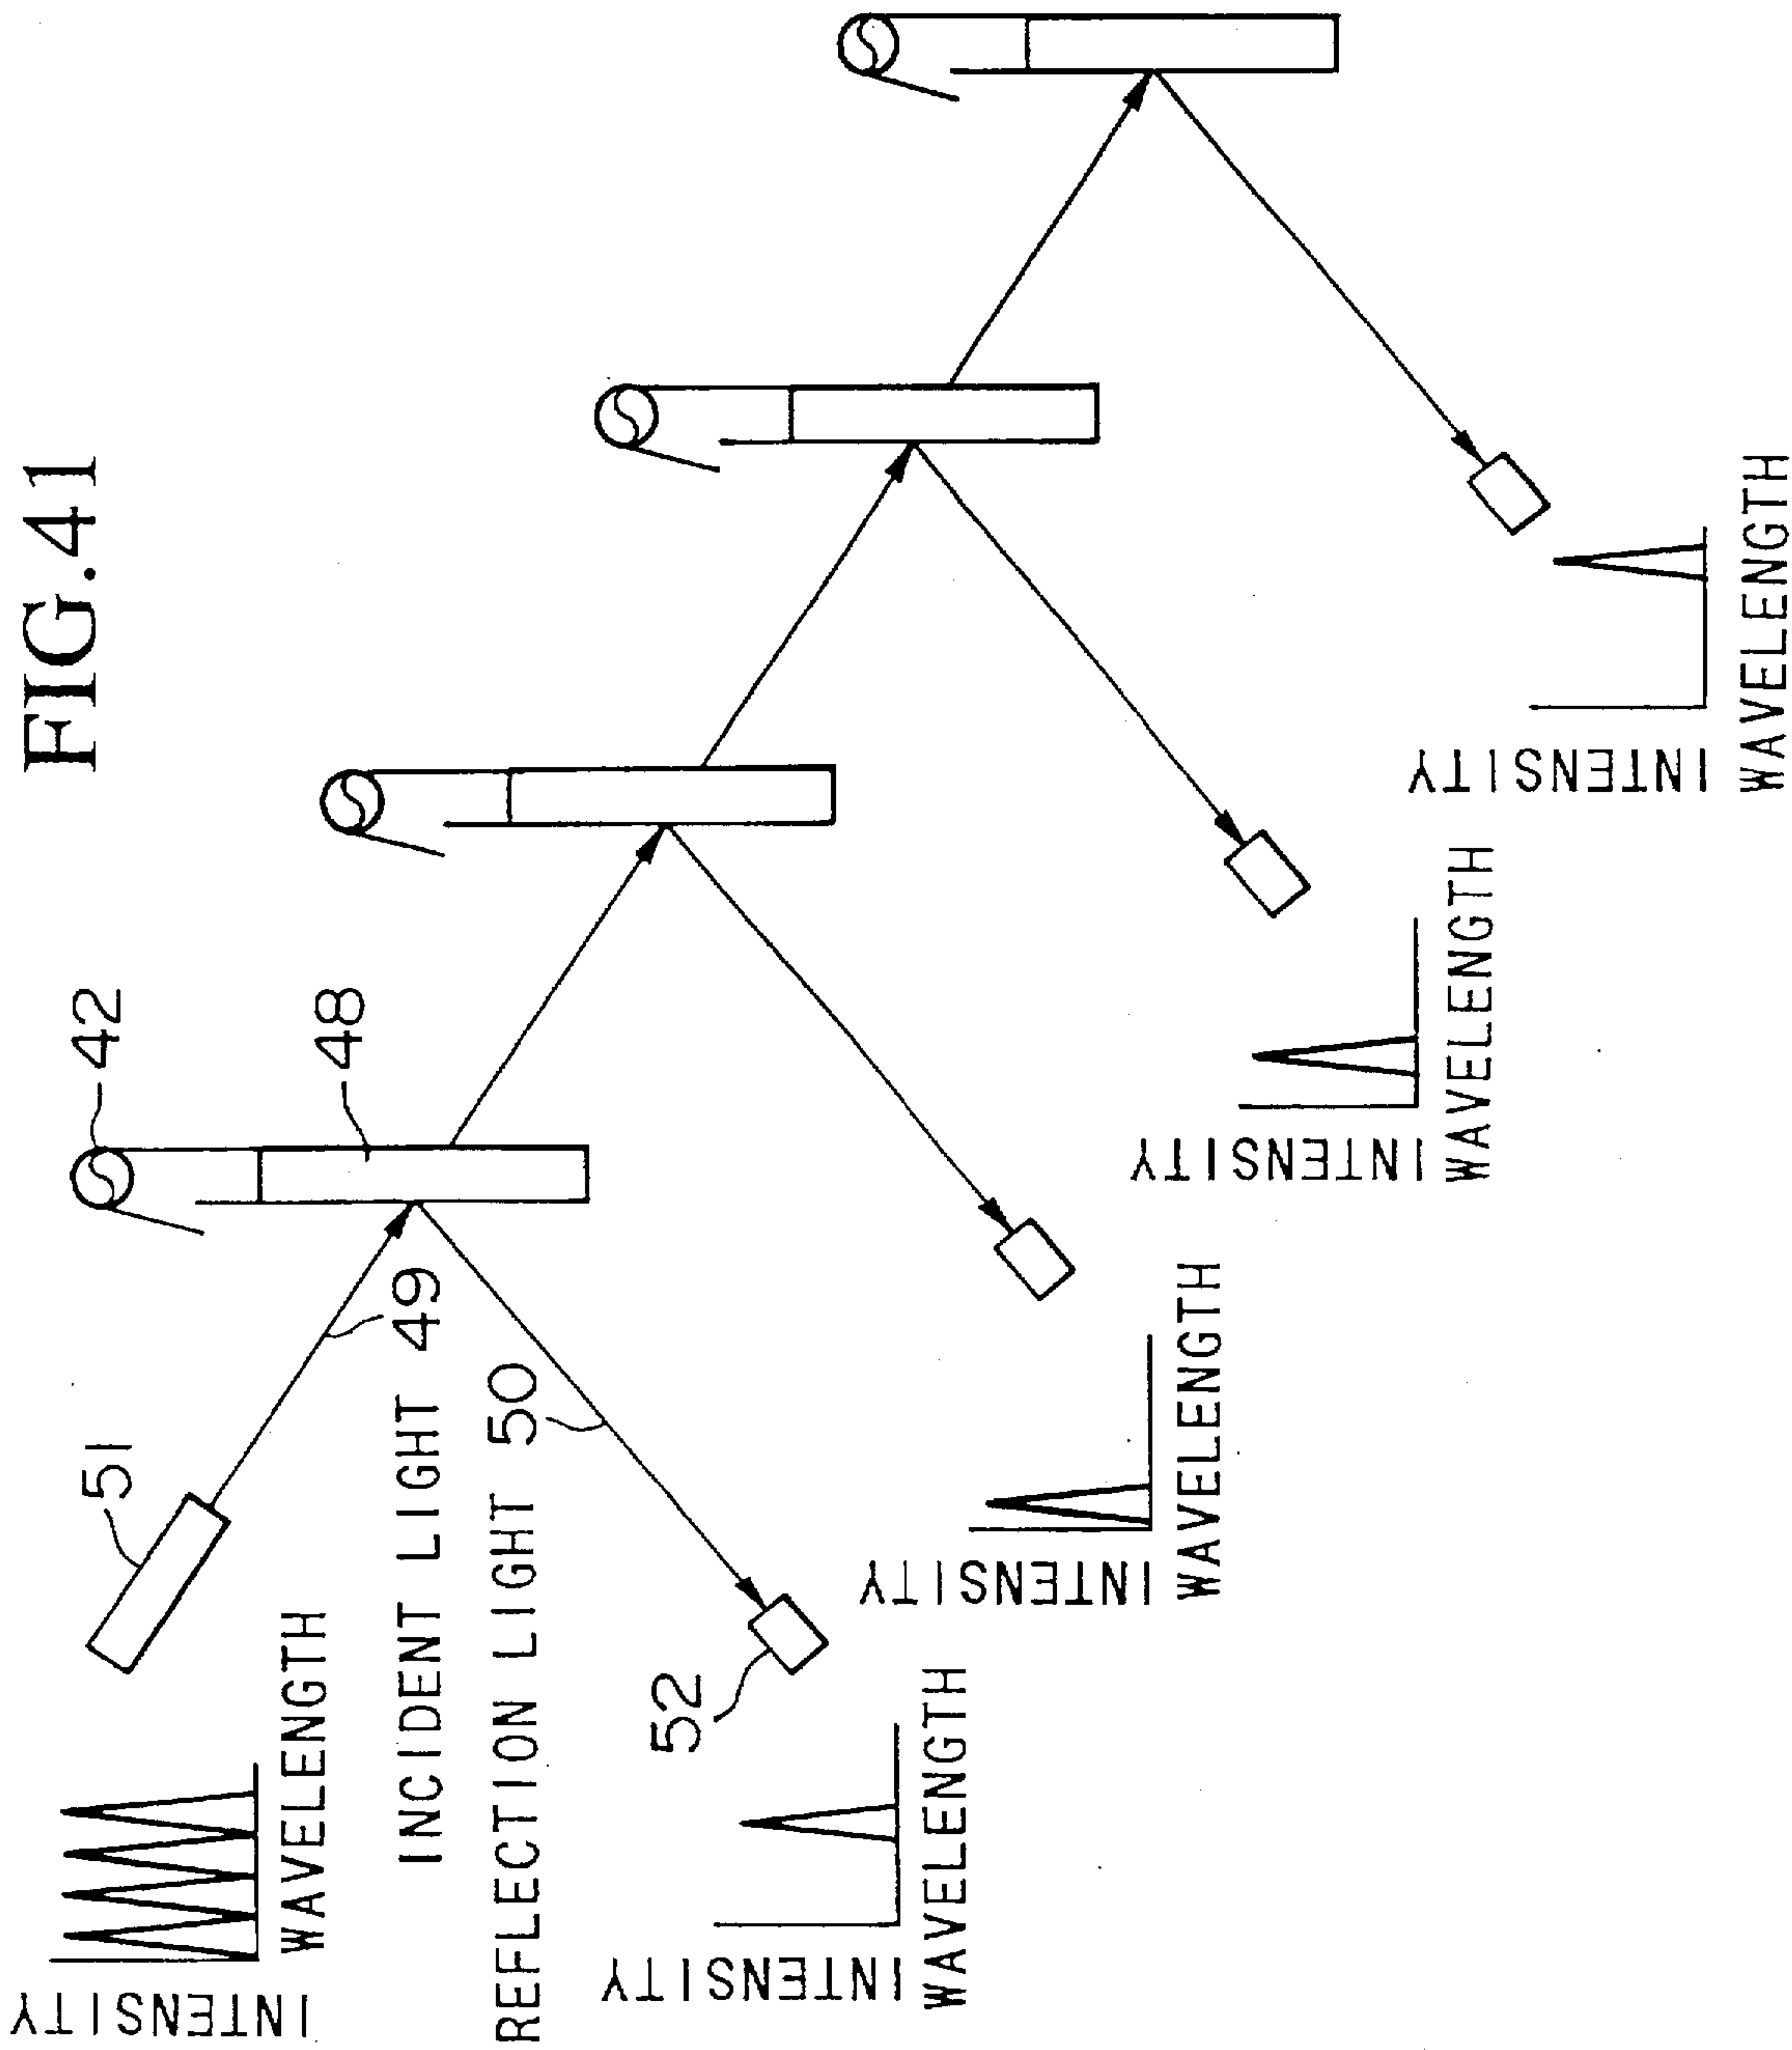 FIG.41
INTENSITY
WAVELENGTH
51
42
48
INCIDENT LIGHT 49
REFLECTION LIGHT 50
52
INTENSITY
WAVELENGTH
INTENSITY
WAVELENGTH
INTENSITY
WAVELENGTH
INTENSITY
WAVELENGTH